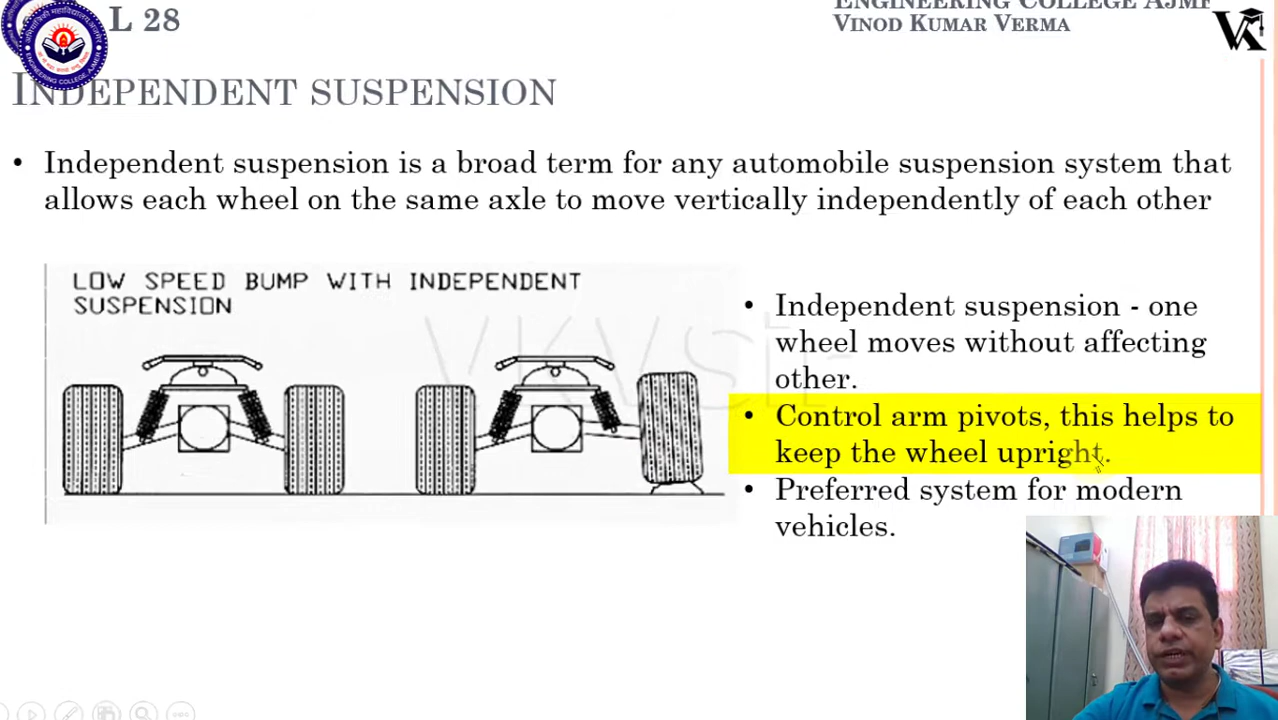 L 28
ENGINEERING COLLEGE AJME
VINOD KUMAR VERMA
INDEPENDENT SUSPENSION
• Independent suspension is a broad term for any automobile suspension system that
allows each wheel on the same axle to move vertically independently of each other
LOW SPEED BUMP WITH INDEPENDENT
SUSPENSION
VKVSir
• Independent suspension - one
wheel moves without affecting
other.
• Control arm pivots, this helps to
keep the wheel upright.
• Preferred system for modern
vehicles.